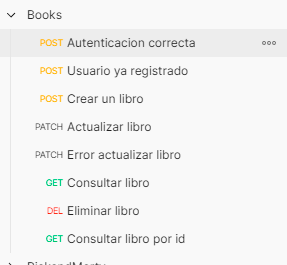 Books
POST Autenticacion correcta
POST Usuario ya registrado
POST Crear un libro
PATCH Actualizar libro
PATCH Error actualizar libro
GET Consultar libro
DEL Eliminar libro
GET Consultar libro por id